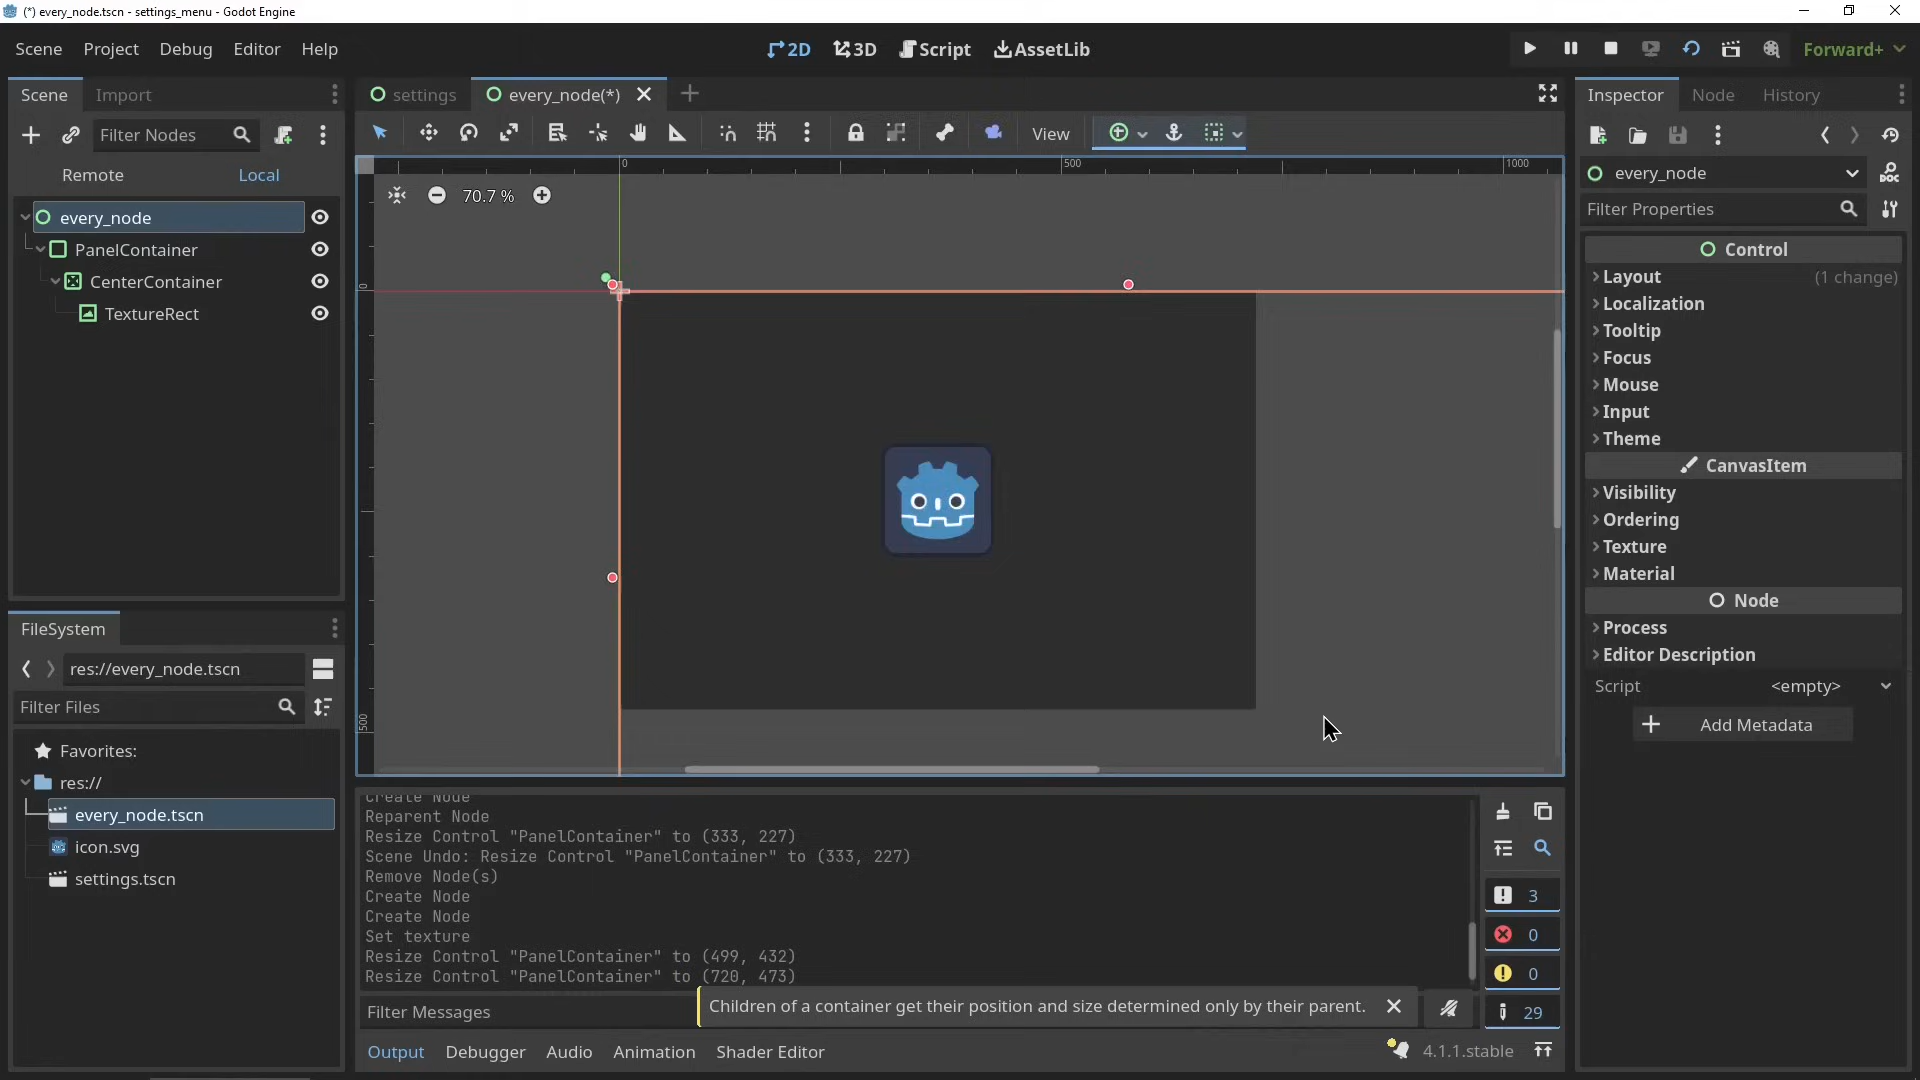 (*) every_node.tscn - settings_menu - Godot Engine
Scene Project Debug Editor Help
2D 3D Script AssetLib
Forward+
Scene Import
settings every_node(*)
Inspector Node History
Filter Nodes
View
Remote Local
every_node
Filter Properties
0 500 1000
70.7 %
every_node
PanelContainer
CenterContainer
TextureRect
0
500
Control
Layout (1 change)
Localization
Tooltip
Focus
Mouse
Input
Theme
CanvasItem
Visibility
Ordering
Texture
Material
Node
Process
Editor Description
Script <empty>
Add Metadata
FileSystem
res://every_node.tscn
Filter Files
Favorites:
res://
every_node.tscn
icon.svg
settings.tscn
Create Node
Reparent Node
Resize Control "PanelContainer" to (333, 227)
Scene Undo: Resize Control "PanelContainer" to (333, 227)
Remove Node(s)
Create Node
Create Node
Set texture
Resize Control "PanelContainer" to (499, 432)
Resize Control "PanelContainer" to (720, 473)
3
0
0
29
Filter Messages
Children of a container get their position and size determined only by their parent.
Output Debugger Audio Animation Shader Editor
4.1.1.stable